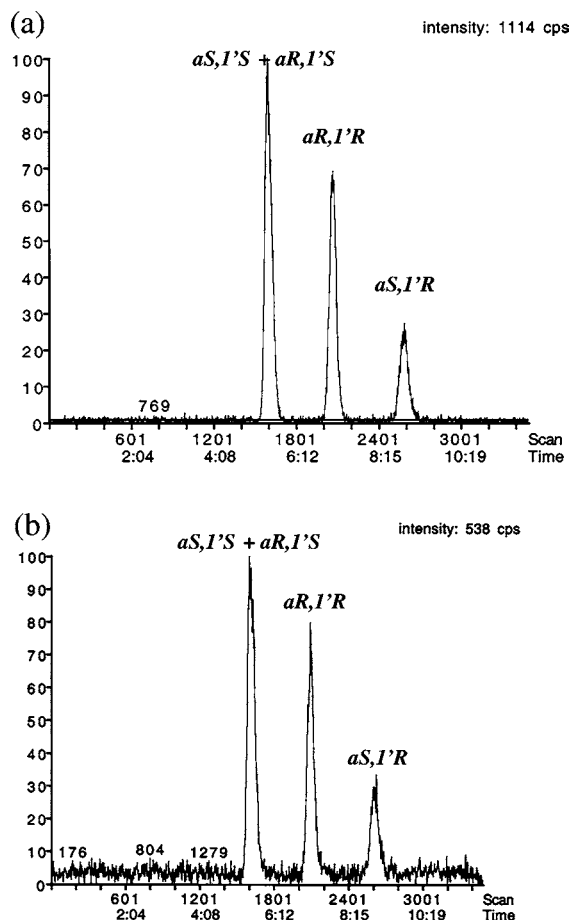 (a)
intensity: 1114 cps
aS,1'S + aR,1'S
100
90
aR,1'R
80
70
60
50
aS,1'R
40
30
20
10
769
0
601 1201 1801 2401 3001 Scan
2:04 4:08 6:12 8:15 10:19 Time
(b)
intensity: 538 cps
aS,1'S + aR,1'S
100
90
aR,1'R
80
70
60
50
aS,1'R
40
30
20
10
176 804 1279
0
601 1201 1801 2401 3001 Scan
2:04 4:08 6:12 8:15 10:19 Time